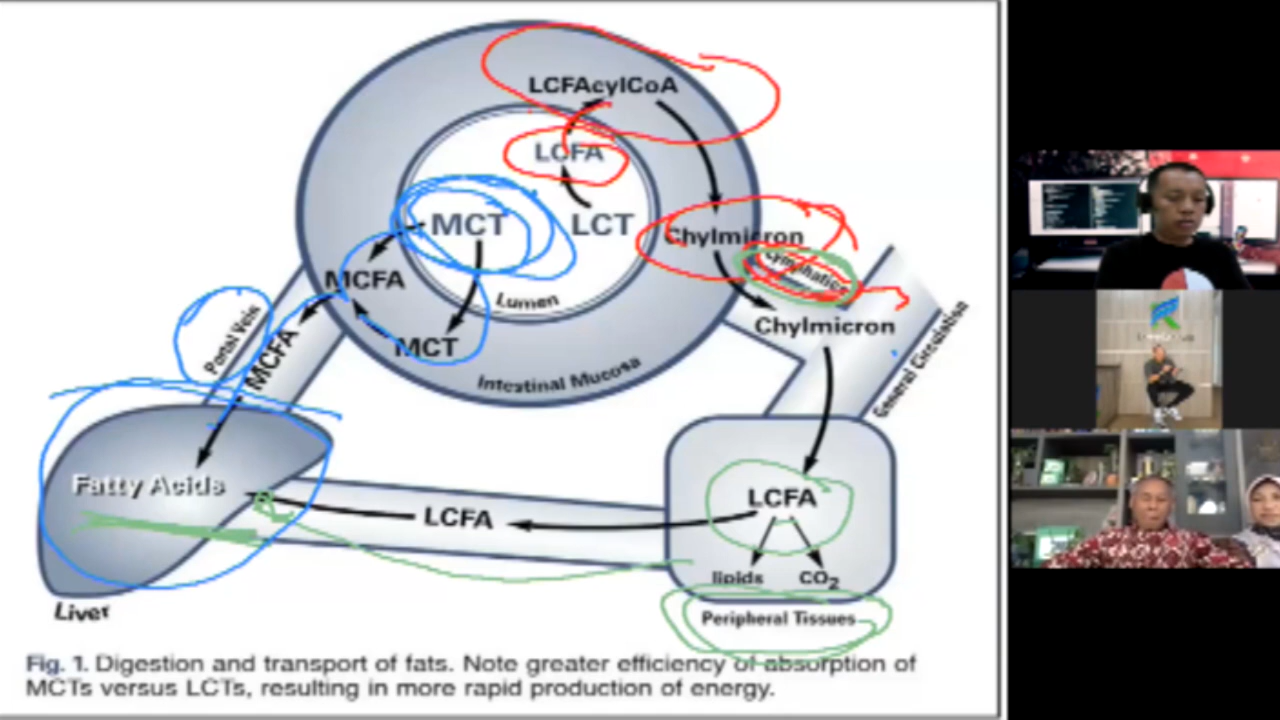 LCFAcylCoA
LCFA
MCT
LCT
Chylmicron
Lymphatics
MCFA
Lumen
Chylmicron
Portal Vein
MCFA
MCT
Intestinal Mucosa
General Circulation
Fatty Acids
LCFA
LCFA
lipids
CO2
Liver
Peripheral Tissues
Fig. 1. Digestion and transport of fats. Note greater efficiency of absorption of
MCTs versus LCTs, resulting in more rapid production of energy.